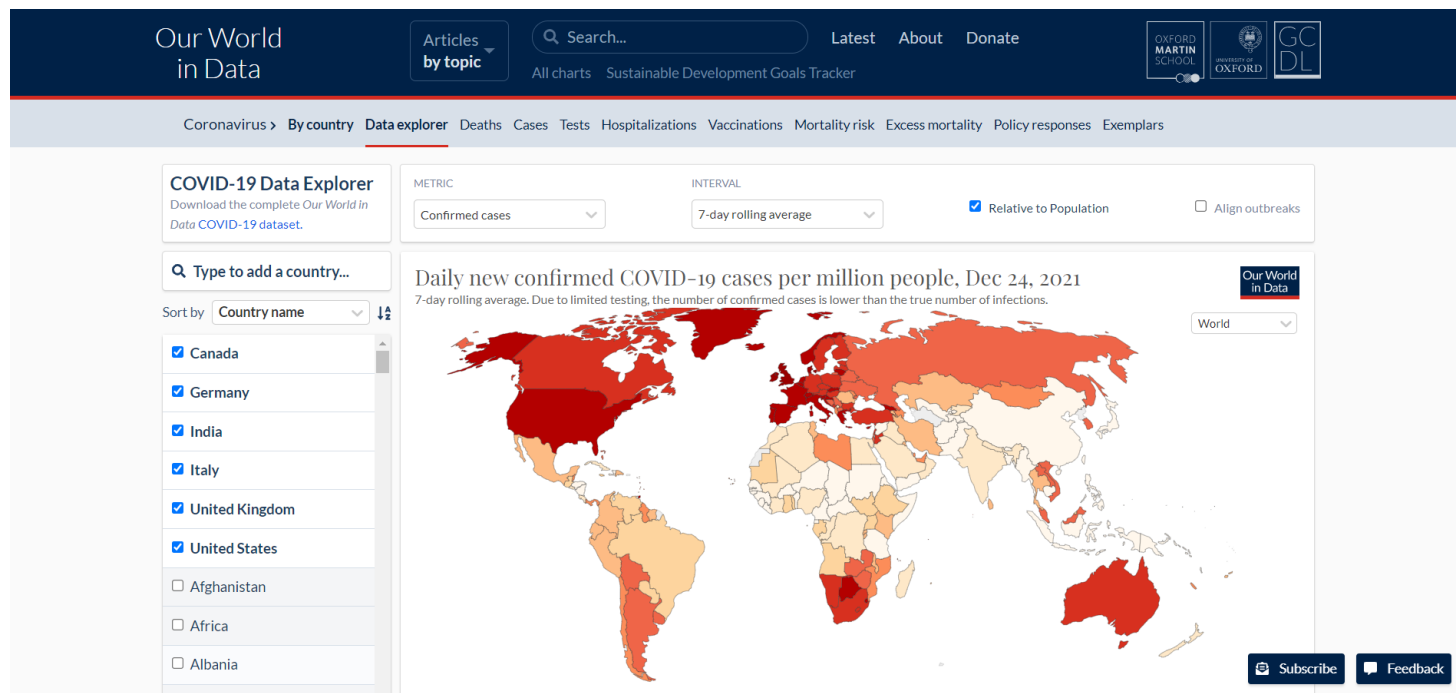 Our World
in Data
Articles
by topic
Search...
Latest About Donate
All charts Sustainable Development Goals Tracker
OXFORD
MARTIN
SCHOOL
UNIVERSITY OF
OXFORD
GC
DL
Coronavirus > By country Data explorer Deaths Cases Tests Hospitalizations Vaccinations Mortality risk Excess mortality Policy responses Exemplars
COVID-19 Data Explorer
Download the complete Our World in
Data COVID-19 dataset.
METRIC
Confirmed cases
INTERVAL
7-day rolling average
Relative to Population
Align outbreaks
Type to add a country...
Sort by Country name
Canada
Germany
India
Italy
United Kingdom
United States
Afghanistan
Africa
Albania
Daily new confirmed COVID-19 cases per million people, Dec 24, 2021
7-day rolling average. Due to limited testing, the number of confirmed cases is lower than the true number of infections.
Our World
in Data
World
Subscribe
Feedback